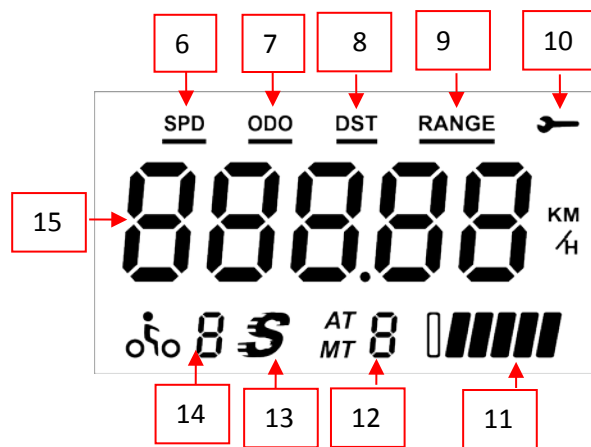 6 7 8 9 10
SPD ODO DST RANGE
15
888.88
KM
/H
8 S AT 8
MT
14 13 12 11